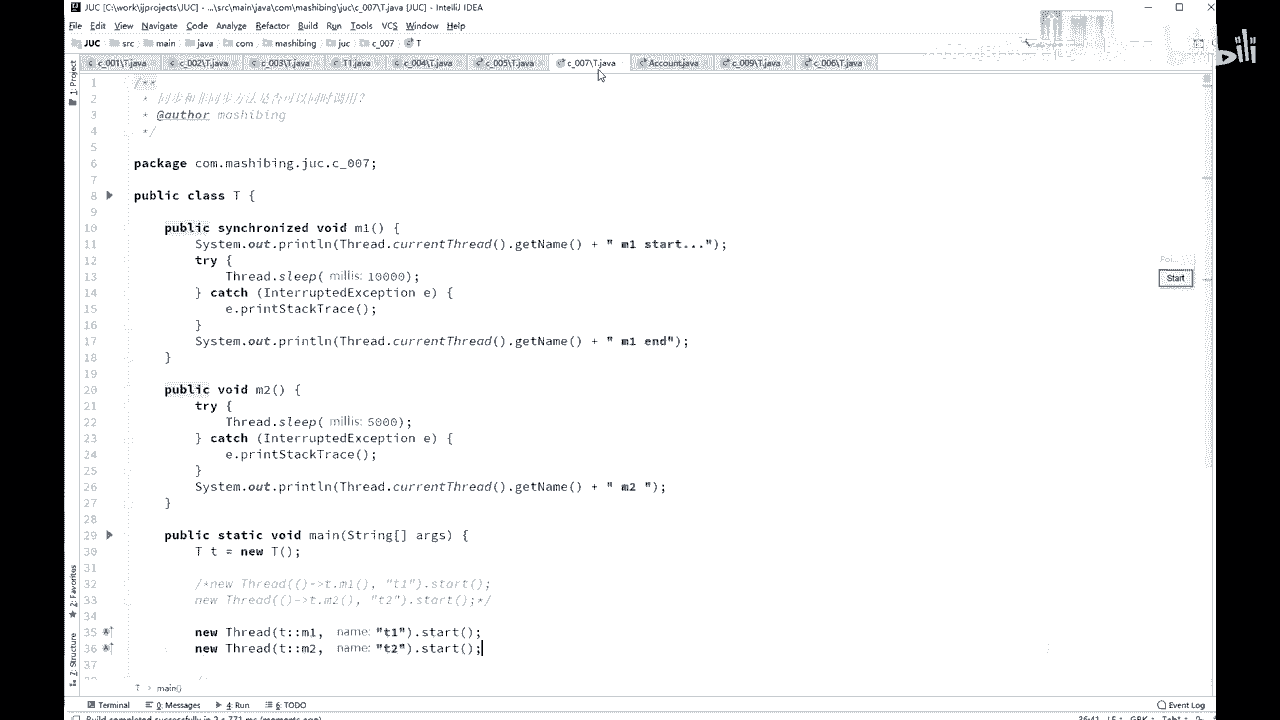 JUC [C:\work\ijprojects\JUC] - ...\src\main\java\com\mashibing\juc\c_007\T.java [JUC] - IntelliJ IDEA
File Edit View Navigate Code Analyze Refactor Build Run Tools VCS Window Help
JUC src main java com mashibing juc c_007 T
c_001\T.java c_002\T.java c_003\T T1.java c_004\T.java c_005\T.java c_007\T.java Account.java c_009\T.java c_006\T.java
1 /**
2 * 同步和非同步方法是否可以同时调用?
3 * @author mashibing
4 */
5
6 package com.mashibing.juc.c_007;
7
8 public class T {
9
10 public synchronized void m1() {
11 System.out.println(Thread.currentThread().getName() + " m1 start...");
12 try {
13 Thread.sleep( millis: 10000);
14 } catch (InterruptedException e) {
15 e.printStackTrace();
16 }
17 System.out.println(Thread.currentThread().getName() + " m1 end");
18 }
19
20 public void m2() {
21 try {
22 Thread.sleep( millis: 5000);
23 } catch (InterruptedException e) {
24 e.printStackTrace();
25 }
26 System.out.println(Thread.currentThread().getName() + " m2 ");
27 }
28
29 public static void main(String[] args) {
30 T t = new T();
31
32 /*new Thread(()->t.m1(), "t1").start();
33 new Thread(()->t.m2(), "t2").start();*/
34
35 new Thread(t::m1, name: "t1").start();
36 new Thread(t::m2, name: "t2").start();
37
T > main()
Terminal 0: Messages 4: Run 6: TODO Event Log
Build completed successfully in 2 s 771 ms (moments ago) 36:41
1: Project
2: Favorites
7: Structure
Start